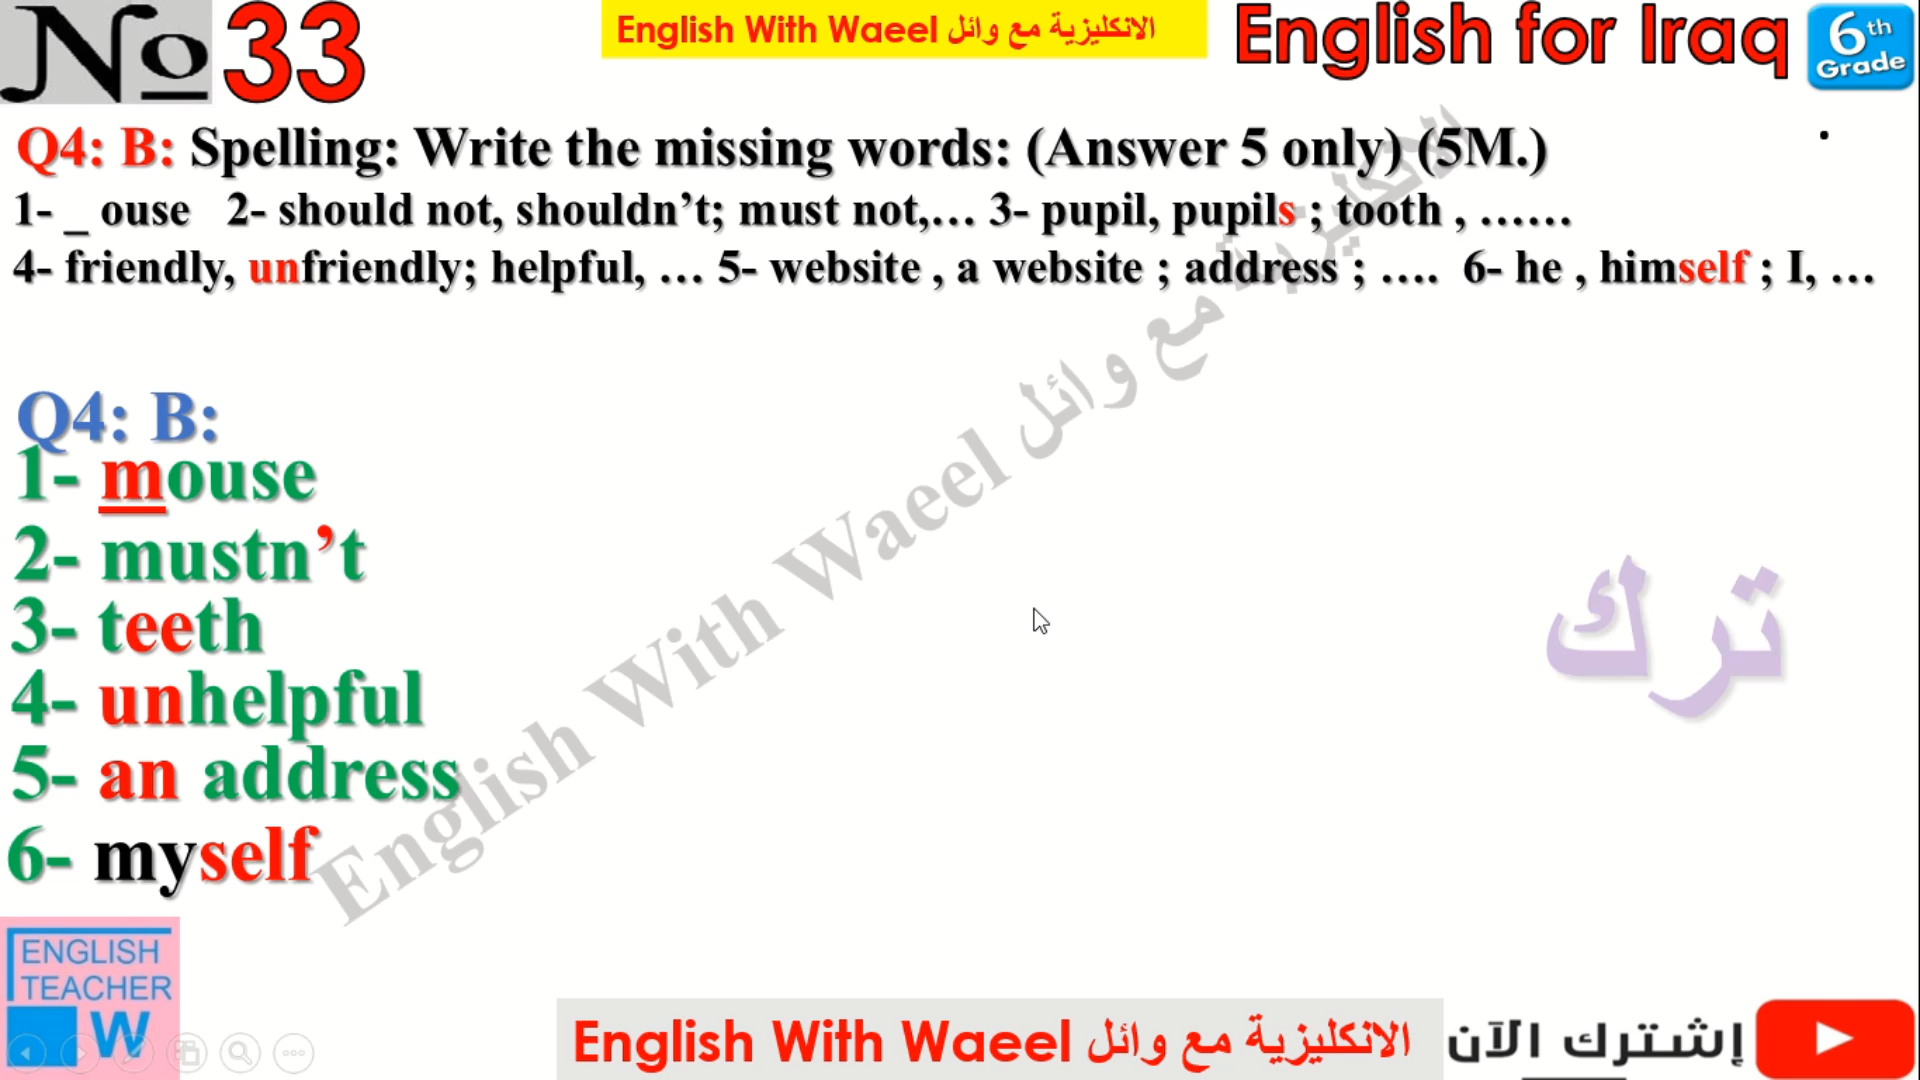 No 33
English With Waeel الانكليزية مع وائل
English for Iraq
6th Grade
Q4: B: Spelling: Write the missing words: (Answer 5 only) (5M.)
1- _ ouse 2- should not, shouldn’t; must not,… 3- pupil, pupils ; tooth , ……
4- friendly, unfriendly; helpful, … 5- website , a website ; address ; …. 6- he , himself ; I, …
Q4: B:
1- mouse
2- mustn’t
3- teeth
4- unhelpful
5- an address
6- myself
English With Waeel الانكليزية مع وائل
ترك
ENGLISH
TEACHER
W
English With Waeel الانكليزية مع وائل
إشترك الآن